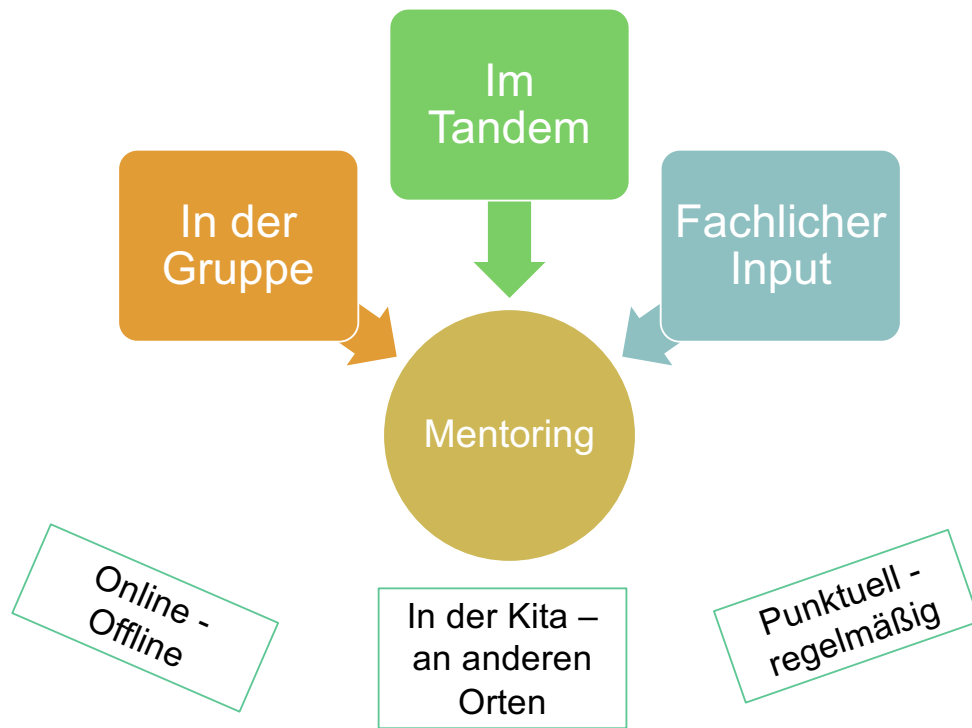 Im
Tandem
In der
Gruppe
Fachlicher
Input
Mentoring
Online -
Offline
In der Kita –
an anderen
Orten
Punktuell -
regelmäßig